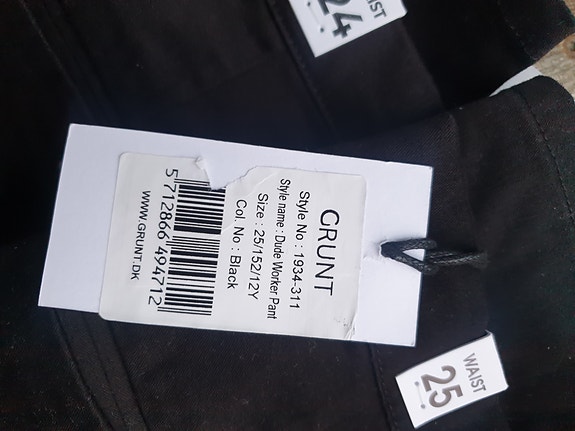 GRUNT
Style No : 1934-311
Style name : Dude Worker Pant
Size : 25/152/12Y
Col. No : Black
5 712866 494712
WWW.GRUNT.DK
WAIST
25
24